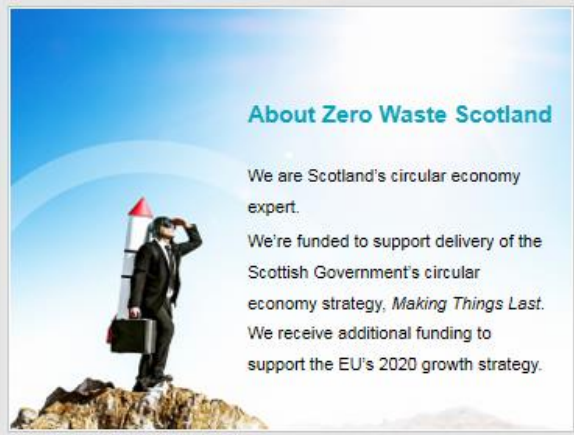 About Zero Waste Scotland
We are Scotland's circular economy
expert.
We're funded to support delivery of the
Scottish Government's circular
economy strategy, Making Things Last.
We receive additional funding to
support the EU's 2020 growth strategy.